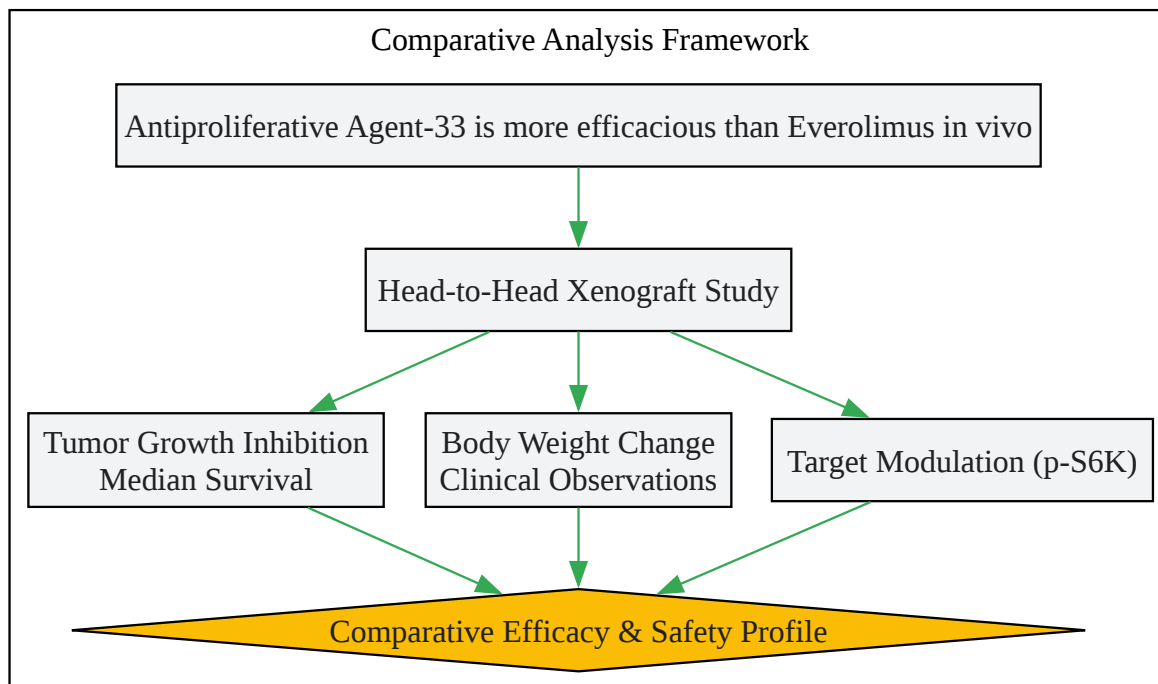 Comparative Analysis Framework
Antiproliferative Agent-33 is more efficacious than Everolimus in vivo
Head-to-Head Xenograft Study
Tumor Growth Inhibition
Median Survival
Body Weight Change
Clinical Observations
Target Modulation (p-S6K)
Comparative Efficacy & Safety Profile